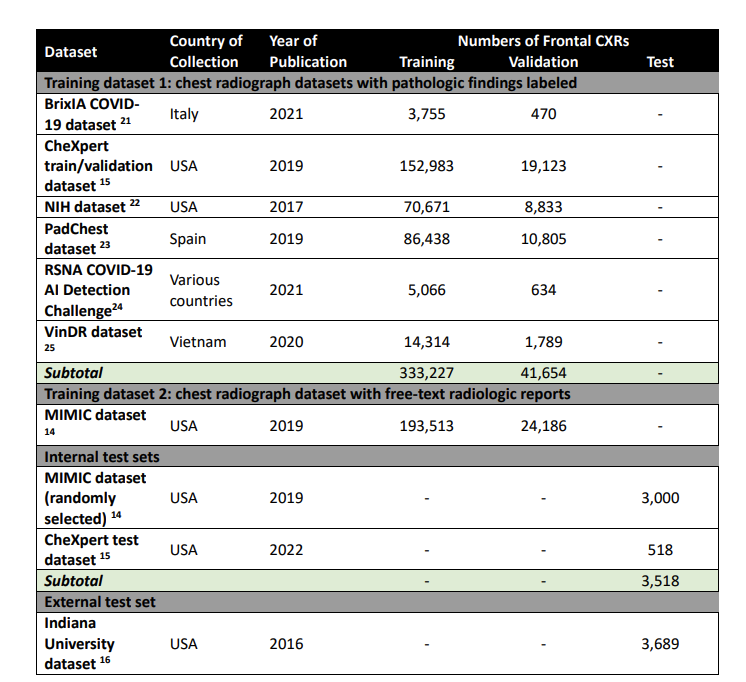 Dataset Country of Collection Year of Publication Numbers of Frontal CXRs
Training Validation Test
Training dataset 1: chest radiograph datasets with pathologic findings labeled
BrixIA COVID-
19 dataset 21 Italy 2021 3,755 470 -
CheXpert
train/validation USA 2019 152,983 19,123 -
dataset 15
NIH dataset 22 USA 2017 70,671 8,833 -
PadChest
dataset 23 Spain 2019 86,438 10,805 -
RSNA COVID-19
AI Detection Various countries 2021 5,066 634 -
Challenge24
VinDR dataset
25 Vietnam 2020 14,314 1,789 -
Subtotal 333,227 41,654 -
Training dataset 2: chest radiograph dataset with free-text radiologic reports
MIMIC dataset
14 USA 2019 193,513 24,186 -
Internal test sets
MIMIC dataset
(randomly USA 2019 - - 3,000
selected) 14
CheXpert test
dataset 15 USA 2022 - - 518
Subtotal - - 3,518
External test set
Indiana
University USA 2016 - - 3,689
dataset 16